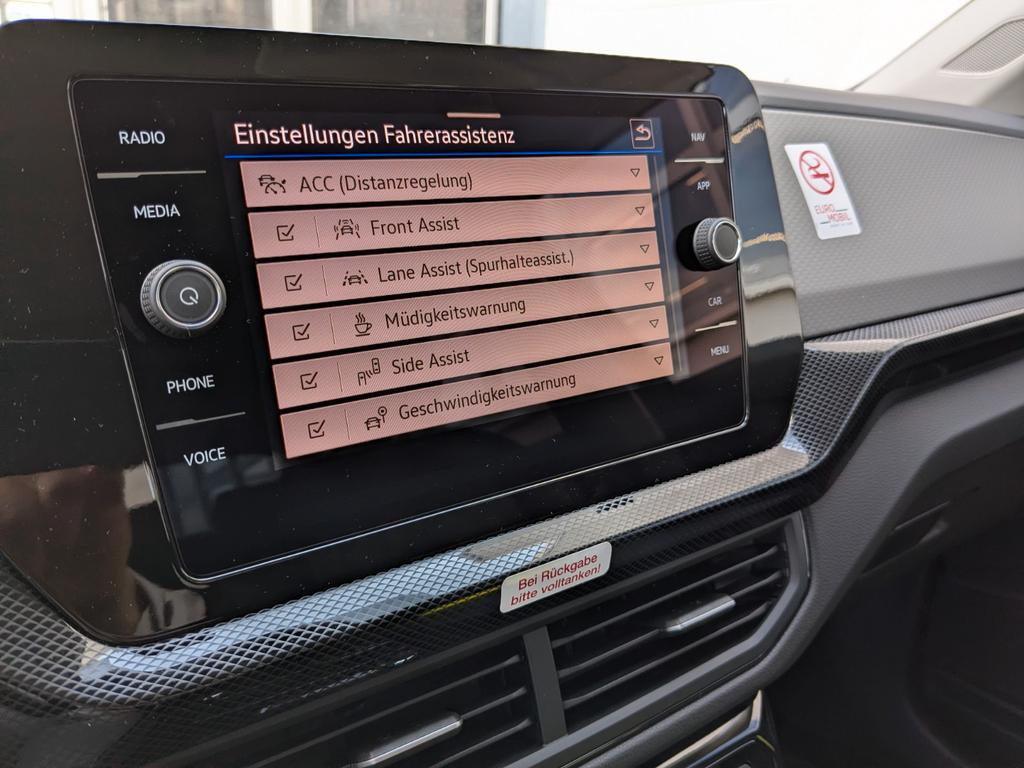 RADIO
MEDIA
PHONE
VOICE
Einstellungen Fahrerassistenz
ACC (Distanzregelung)
Front Assist
Lane Assist (Spurhalteassist.)
Müdigkeitswarnung
Side Assist
Geschwindigkeitswarnung
NAV
APP
CAR
MENU
EURO
MOBIL
Bei Rückgabe
bitte volltanken!